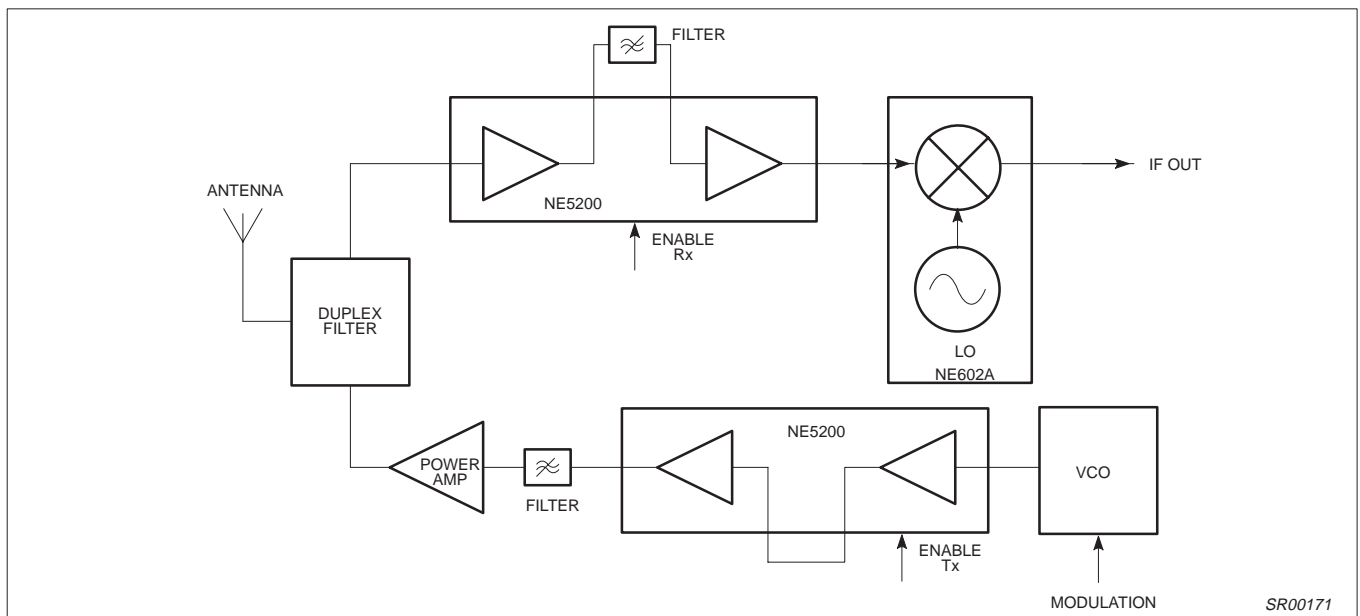 FILTER
NE5200
ENABLE
Rx
IF OUT
LO
NE602A
ANTENNA
DUPLEX
FILTER
POWER
AMP
FILTER
NE5200
ENABLE
Tx
VCO
MODULATION
SR00171